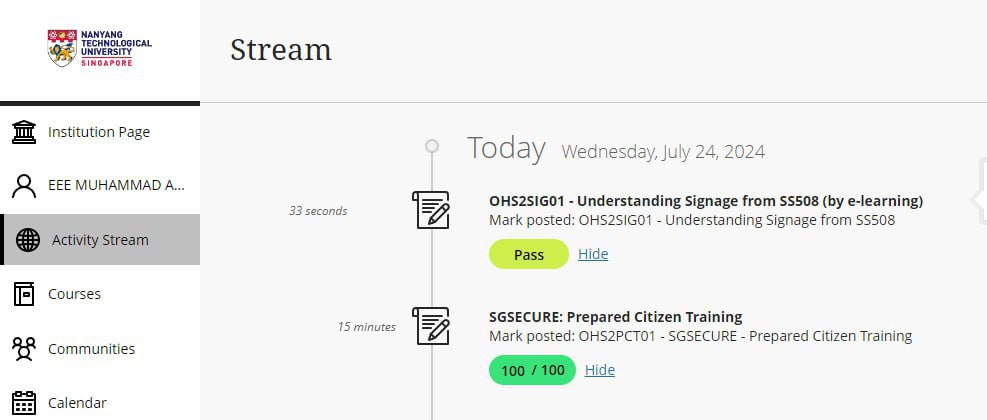 NANYANG
TECHNOLOGICAL
UNIVERSITY
SINGAPORE
Stream
Institution Page
EEE MUHAMMAD A...
Activity Stream
Courses
Communities
Calendar
Today Wednesday, July 24, 2024
33 seconds
OHS2SIG01 - Understanding Signage from SS508 (by e-learning)
Mark posted: OHS2SIG01 - Understanding Signage from SS508
Pass Hide
15 minutes
SGSECURE: Prepared Citizen Training
Mark posted: OHS2PCT01 - SGSECURE - Prepared Citizen Training
100 / 100 Hide